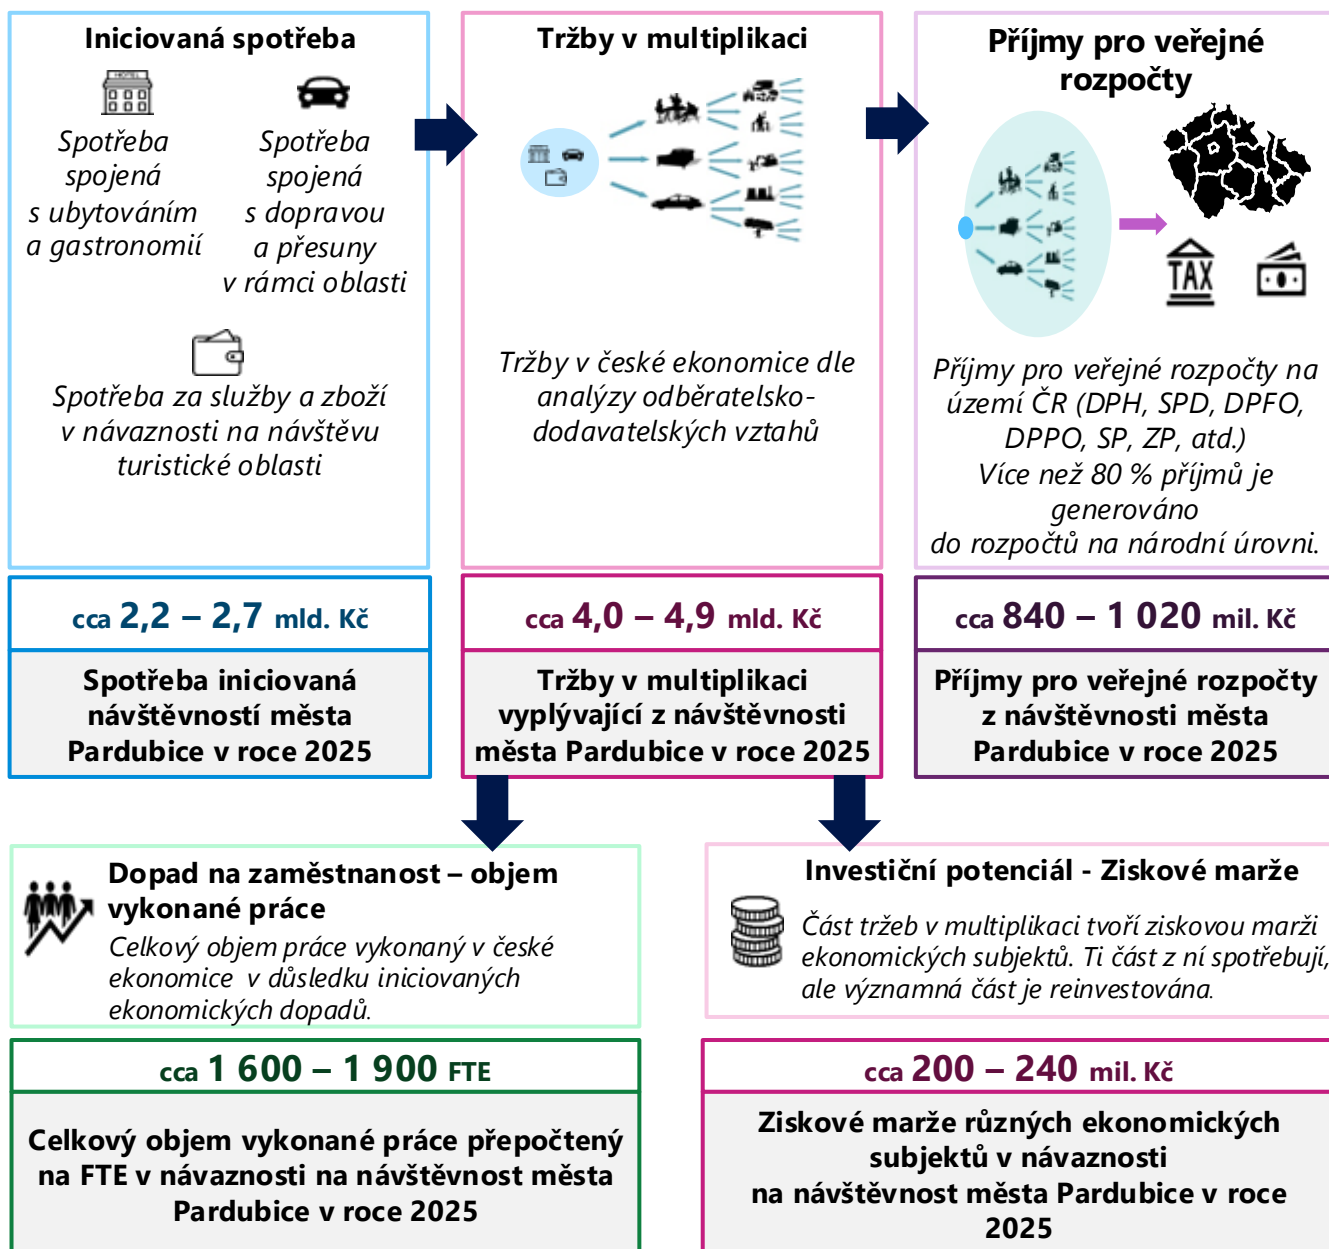 Iniciovaná spotřeba
HOTEL
Spotřeba
spojená
s ubytováním
a gastronomií
Spotřeba
spojená
s dopravou
a přesuny
v rámci oblasti
Spotřeba za služby a zboží
v návaznosti na návštěvu
turistické oblasti
cca 2,2 – 2,7 mld. Kč
Spotřeba iniciovaná
návštěvností města
Pardubice v roce 2025
Tržby v multiplikaci
Tržby v české ekonomice dle
analýzy odběratelsko-
dodavatelských vztahů
cca 4,0 – 4,9 mld. Kč
Tržby v multiplikaci
vyplývající z návštěvnosti
města Pardubice v roce 2025
Příjmy pro veřejné
rozpočty
TAX
Příjmy pro veřejné rozpočty na
území ČR (DPH, SPD, DPFO,
DPPO, SP, ZP, atd.)
Více než 80 % příjmů je
generováno
do rozpočtů na národní úrovni.
cca 840 – 1 020 mil. Kč
Příjmy pro veřejné rozpočty
z návštěvnosti města
Pardubice v roce 2025
Dopad na zaměstnanost – objem
vykonané práce
Celkový objem práce vykonaný v české
ekonomice v důsledku iniciovaných
ekonomických dopadů.
cca 1 600 – 1 900 FTE
Celkový objem vykonané práce přepočtený
na FTE v návaznosti na návštěvnost města
Pardubice v roce 2025
Investiční potenciál - Ziskové marže
Část tržeb v multiplikaci tvoří ziskovou marži
ekonomických subjektů. Ti část z ní spotřebují,
ale významná část je reinvestována.
cca 200 – 240 mil. Kč
Ziskové marže různých ekonomických
subjektů v návaznosti
na návštěvnost města Pardubice v roce
2025